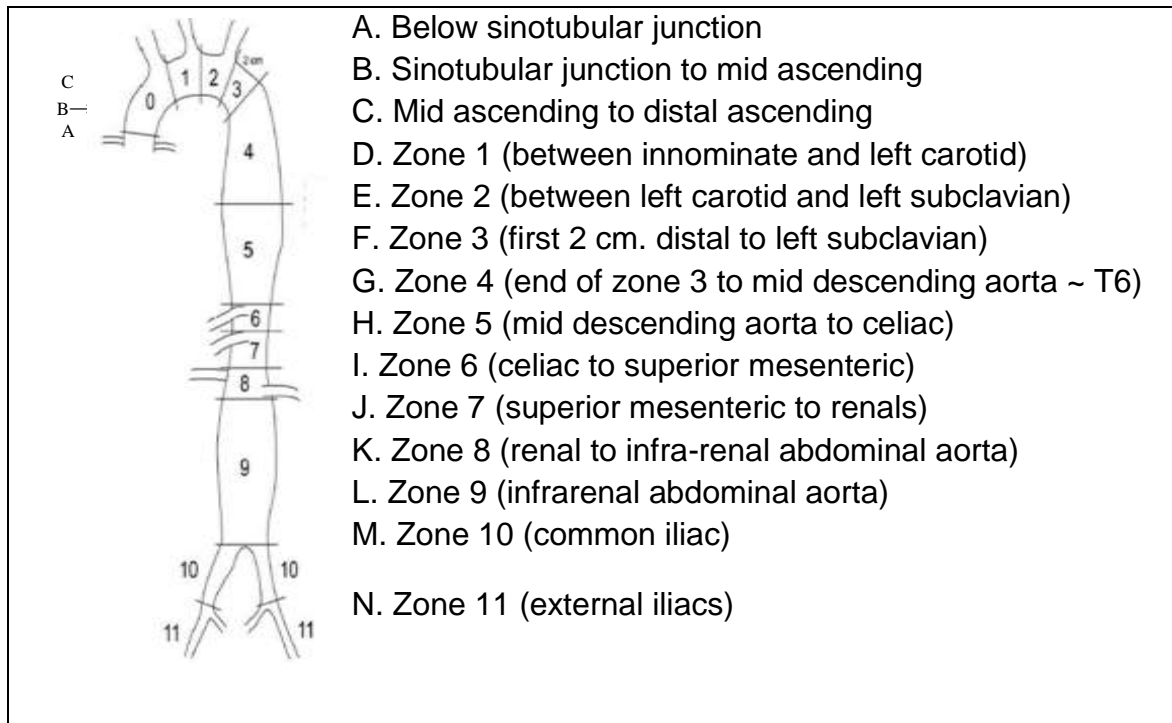 A. Below sinotubular junction
B. Sinotubular junction to mid ascending
C. Mid ascending to distal ascending
D. Zone 1 (between innominate and left carotid)
E. Zone 2 (between left carotid and left subclavian)
F. Zone 3 (first 2 cm. distal to left subclavian)
G. Zone 4 (end of zone 3 to mid descending aorta ~ T6)
H. Zone 5 (mid descending aorta to celiac)
I. Zone 6 (celiac to superior mesenteric)
J. Zone 7 (superior mesenteric to renals)
K. Zone 8 (renal to infra-renal abdominal aorta)
L. Zone 9 (infrarenal abdominal aorta)
M. Zone 10 (common iliac)
N. Zone 11 (external iliacs)
C
B
A
0
1
2
3
2 cm
4
5
6
7
8
9
10
10
11
11